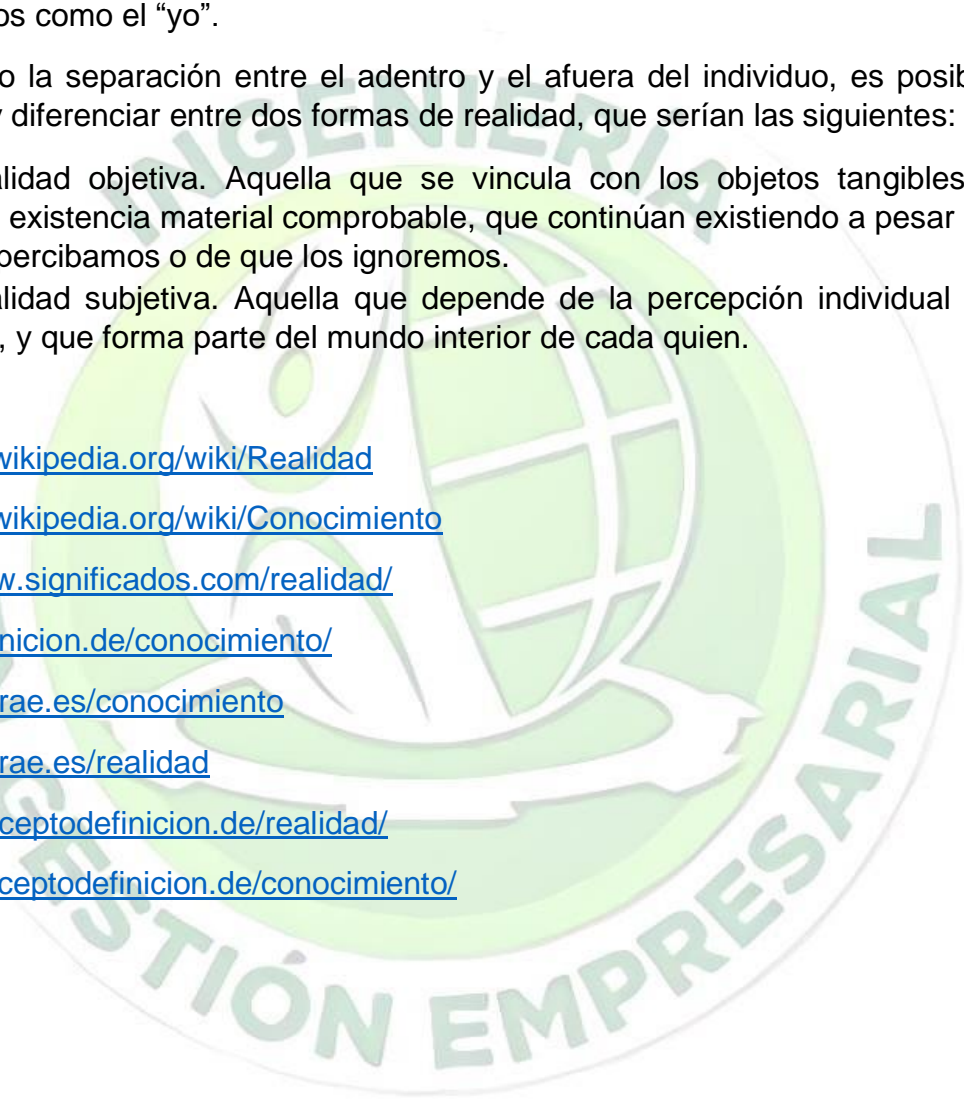 os como el “yo”.
o la separación entre el adentro y el afuera del individuo, es posib
y diferenciar entre dos formas de realidad, que serían las siguientes:
alidad objetiva. Aquella que se vincula con los objetos tangibles
existencia material comprobable, que continúan existiendo a pesar
percibamos o de que los ignoremos.
alidad subjetiva. Aquella que depende de la percepción individual
, y que forma parte del mundo interior de cada quien.
wikipedia.org/wiki/Realidad
wikipedia.org/wiki/Conocimiento
w.significados.com/realidad/
nicion.de/conocimiento/
rae.es/conocimiento
rae.es/realidad
ceptodefinicion.de/realidad/
ceptodefinicion.de/conocimiento/
INGENIERIA
GESTIÓN EMPRESARIAL